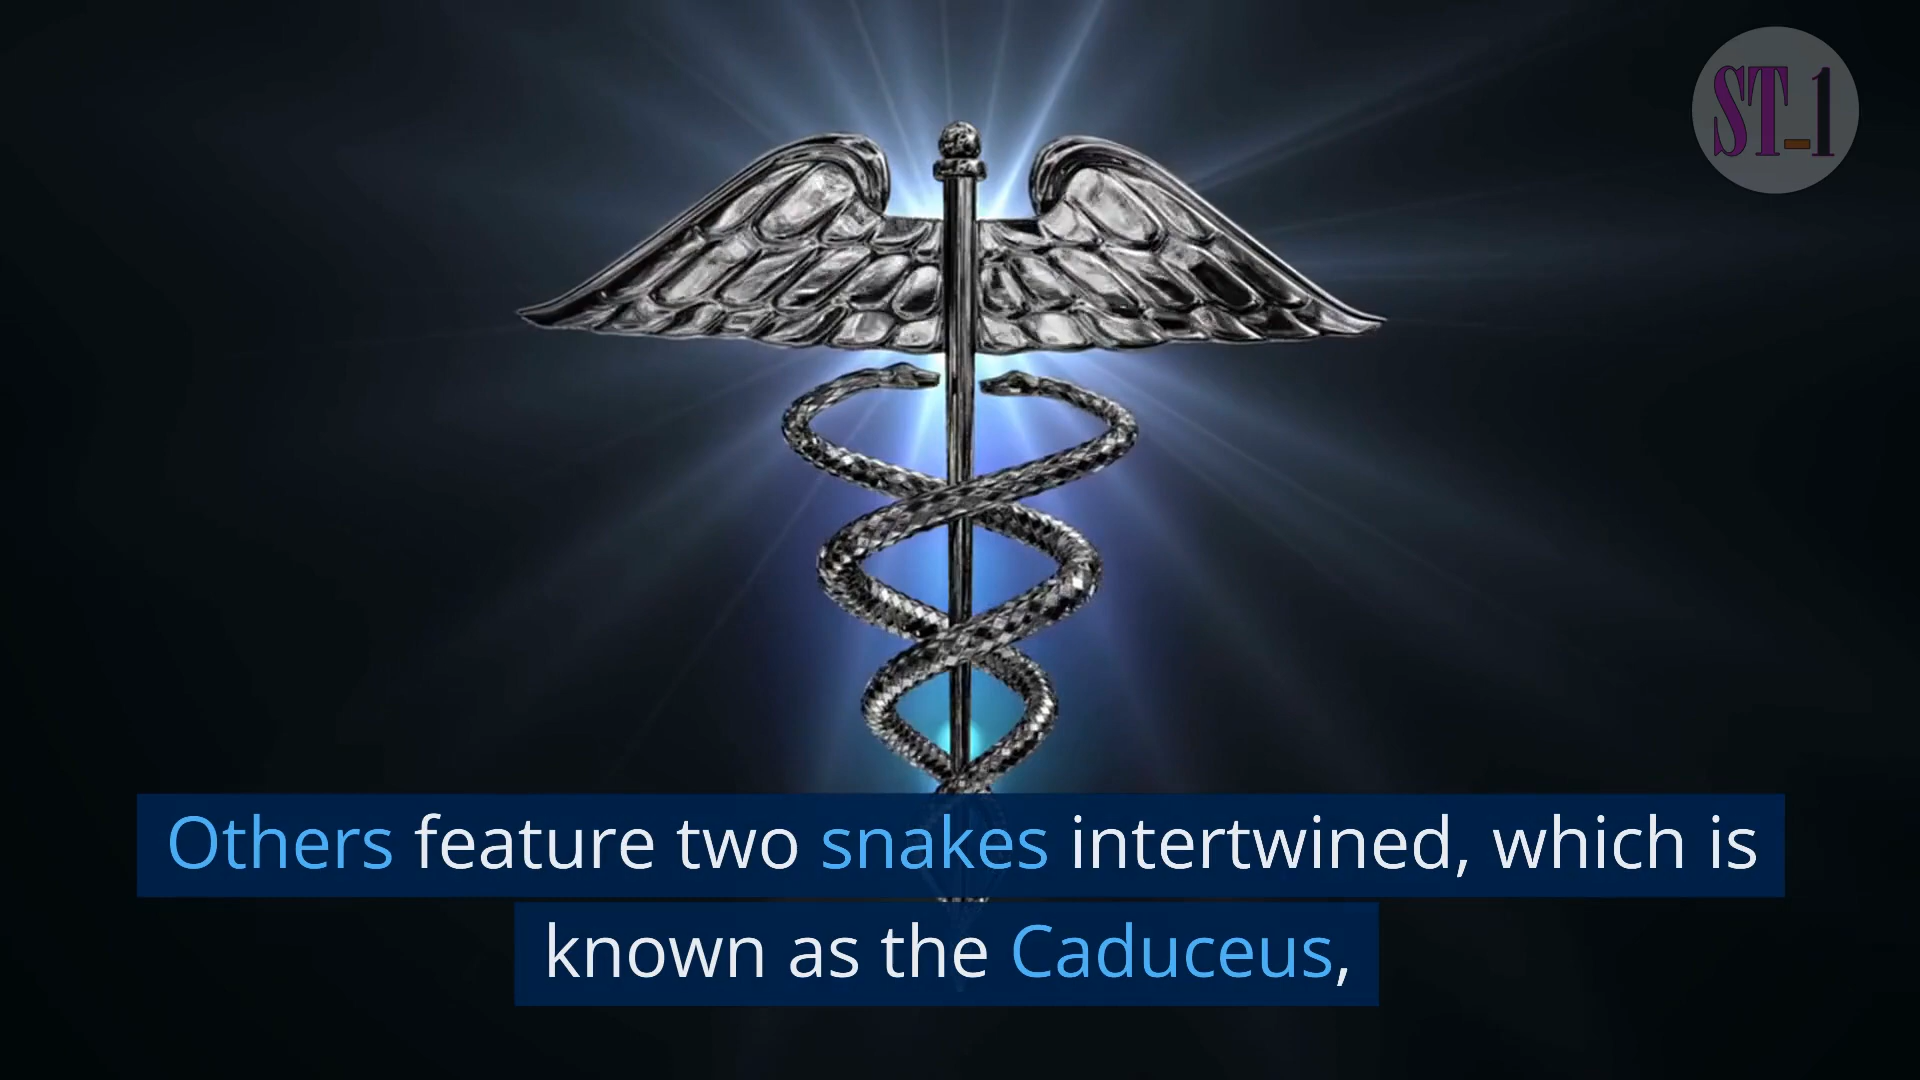 ST-1
Others feature two snakes intertwined, which is
known as the Caduceus,